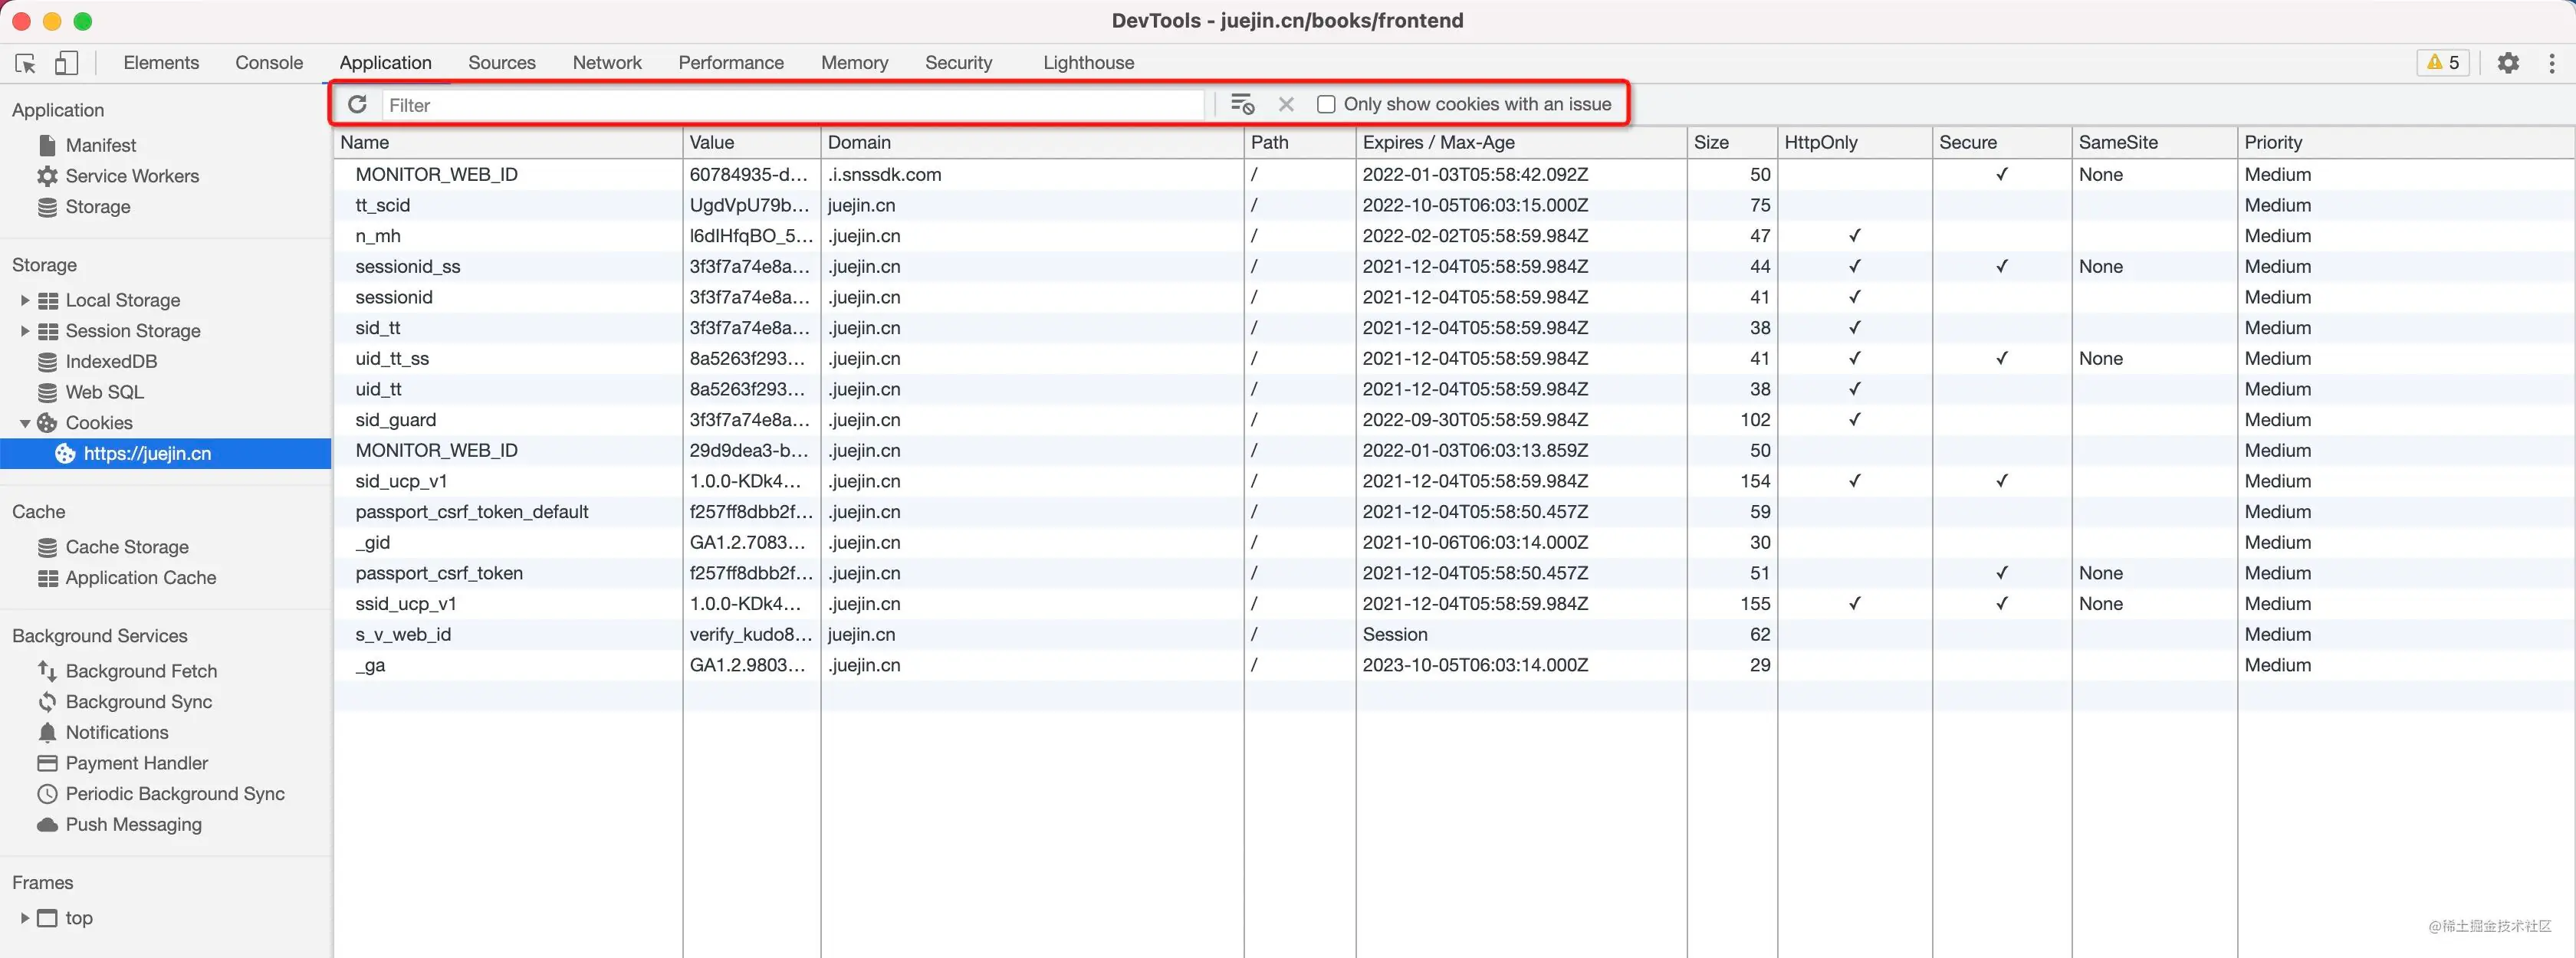 DevTools - juejin.cn/books/frontend
Elements Console Application Sources Network Performance Memory Security Lighthouse 5
Filter Only show cookies with an issue
Application
Manifest
Service Workers
Storage
Storage
Local Storage
Session Storage
IndexedDB
Web SQL
Cookies
https://juejin.cn
Cache
Cache Storage
Application Cache
Background Services
Background Fetch
Background Sync
Notifications
Payment Handler
Periodic Background Sync
Push Messaging
Frames
top
Name Value Domain Path Expires / Max-Age Size HttpOnly Secure SameSite Priority
MONITOR_WEB_ID 60784935-d… .i.snssdk.com / 2022-01-03T05:58:42.092Z 50 ✓ None Medium
tt_scid UgdVpU79b… juejin.cn / 2022-10-05T06:03:15.000Z 75 Medium
n_mh l6dIHfqBO_5… .juejin.cn / 2022-02-02T05:58:59.984Z 47 ✓ Medium
sessionid_ss 3f3f7a74e8a… .juejin.cn / 2021-12-04T05:58:59.984Z 44 ✓ ✓ None Medium
sessionid 3f3f7a74e8a… .juejin.cn / 2021-12-04T05:58:59.984Z 41 ✓ Medium
sid_tt 3f3f7a74e8a… .juejin.cn / 2021-12-04T05:58:59.984Z 38 ✓ Medium
uid_tt_ss 8a5263f293… .juejin.cn / 2021-12-04T05:58:59.984Z 41 ✓ ✓ None Medium
uid_tt 8a5263f293… .juejin.cn / 2021-12-04T05:58:59.984Z 38 ✓ Medium
sid_guard 3f3f7a74e8a… .juejin.cn / 2022-09-30T05:58:59.984Z 102 ✓ Medium
MONITOR_WEB_ID 29d9dea3-b… .juejin.cn / 2022-01-03T06:03:13.859Z 50 Medium
sid_ucp_v1 1.0.0-KDk4… .juejin.cn / 2021-12-04T05:58:59.984Z 154 ✓ ✓ Medium
passport_csrf_token_default f257ff8dbb2f… .juejin.cn / 2021-12-04T05:58:50.457Z 59 Medium
_gid GA1.2.7083… .juejin.cn / 2021-10-06T06:03:14.000Z 30 Medium
passport_csrf_token f257ff8dbb2f… .juejin.cn / 2021-12-04T05:58:50.457Z 51 ✓ None Medium
ssid_ucp_v1 1.0.0-KDk4… .juejin.cn / 2021-12-04T05:58:59.984Z 155 ✓ ✓ None Medium
s_v_web_id verify_kudo8… juejin.cn / Session 62 Medium
_ga GA1.2.9803… .juejin.cn / 2023-10-05T06:03:14.000Z 29 Medium
@稀土掘金技术社区